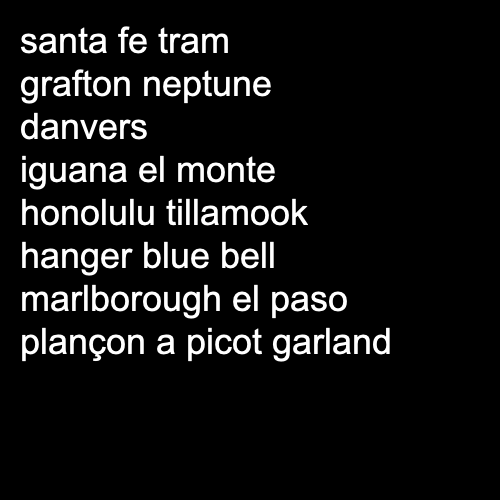 santa fe tram
grafton neptune
danvers
iguana el monte
honolulu tillamook
hanger blue bell
marlborough el paso
plançon a picot garland